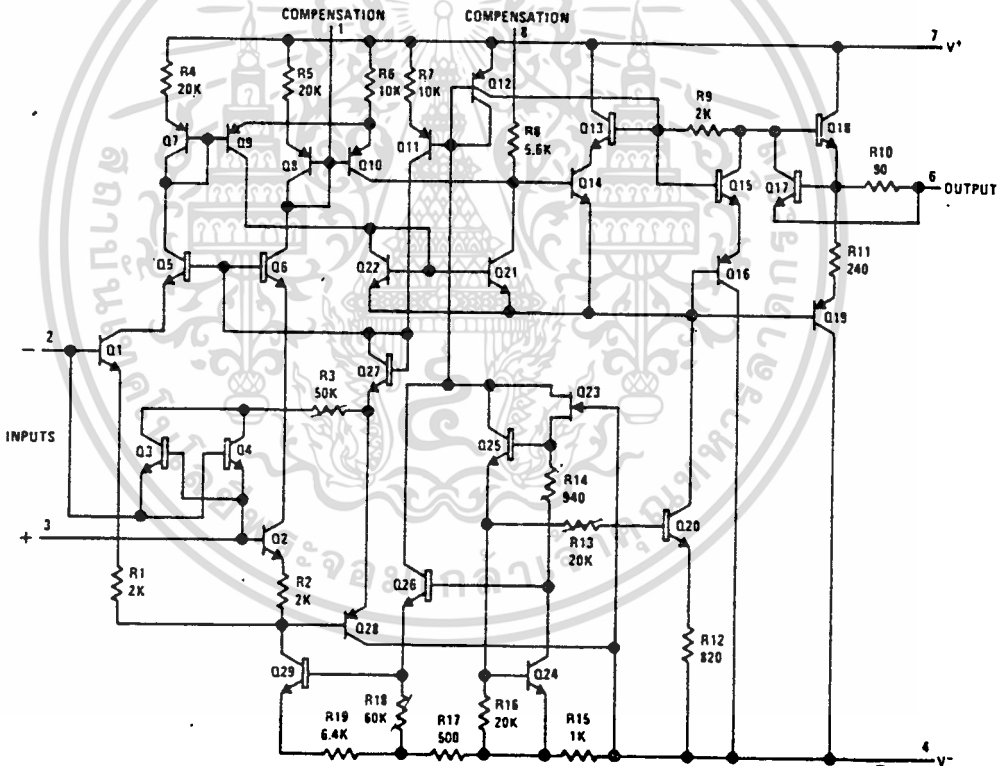 COMPENSATION
1
COMPENSATION
8
7
V+
R4
20K
R5
20K
R6
10K
R7
10K
Q12
R8
5.6K
Q13
R9
2K
Q18
R10
90
6
OUTPUT
Q7
Q9
Q8
Q10
Q11
Q14
Q15
Q17
R11
240
Q5
Q6
Q22
Q21
Q16
Q19
2
−
Q1
R3
50K
Q27
Q23
INPUTS
Q3
Q4
Q25
R14
940
3
+
Q2
R13
20K
Q20
R1
2K
R2
2K
Q26
Q28
R12
820
Q29
R18
60K
Q24
R16
20K
R19
6.4K
R17
500
R15
1K
4
V−